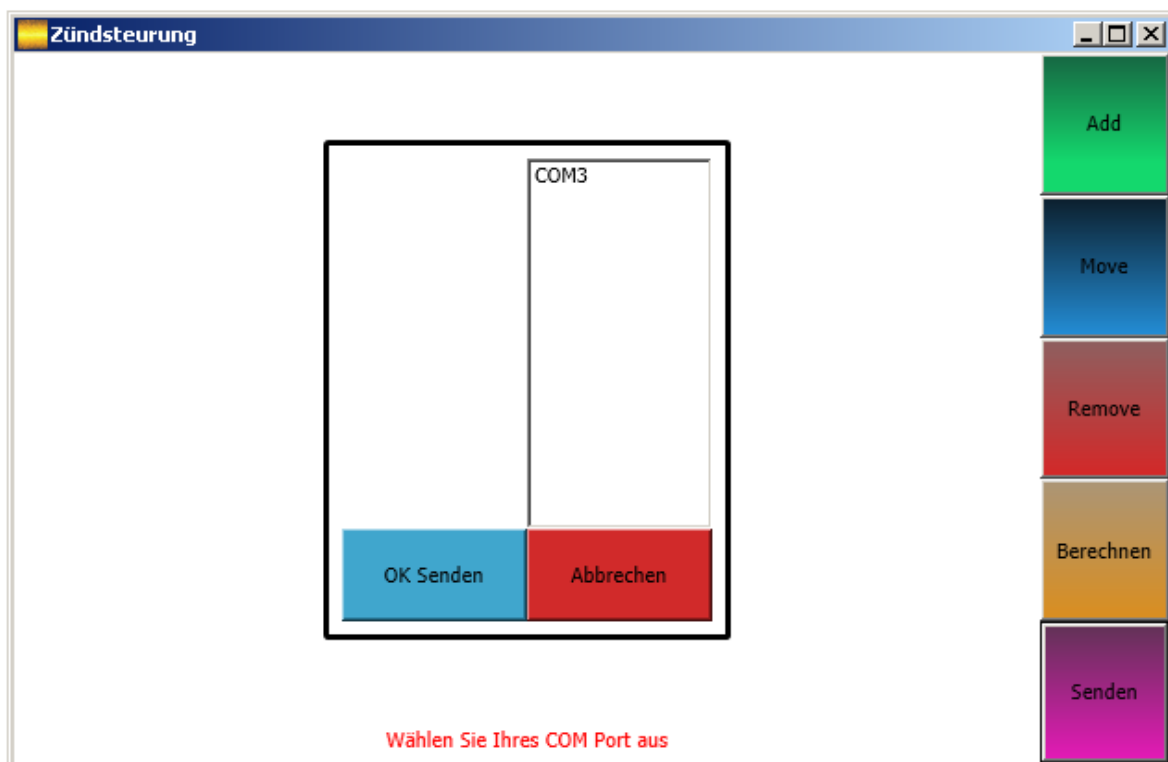 Zündsteurung
Add
COM3
Move
Remove
Berechnen
OK Senden
Abbrechen
Senden
Wählen Sie Ihres COM Port aus